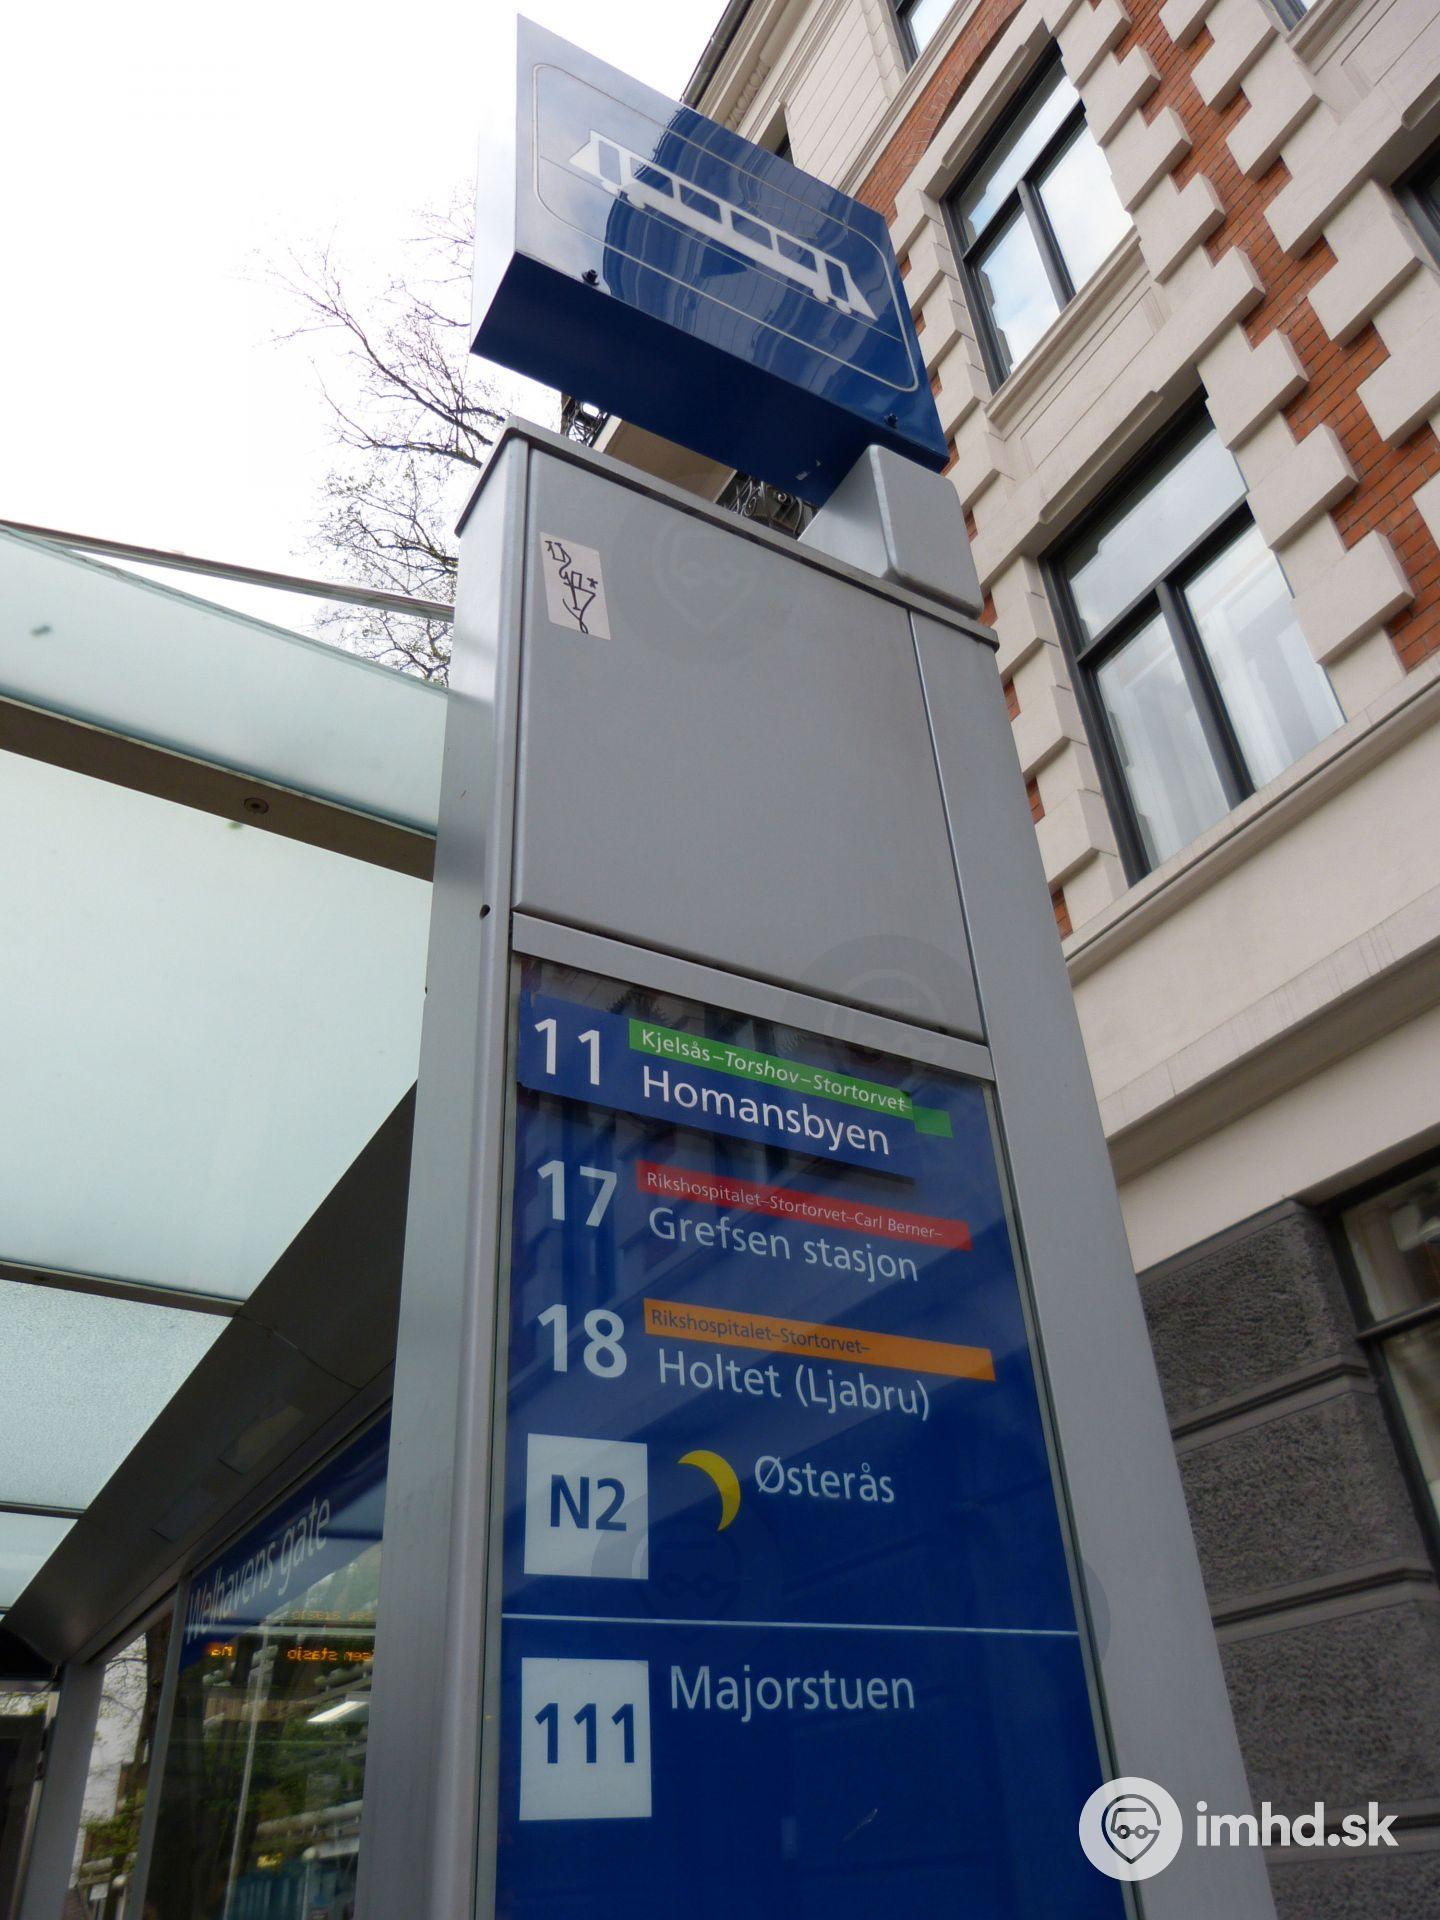 11 Kjelsås–Torshov–Stortorvet–
Homansbyen
17 Rikshospitalet–Stortorvet–Carl Berner–
Grefsen stasjon
18 Rikshospitalet–Stortorvet–
Holtet (Ljabru)
N2 Østerås
111 Majorstuen
Welhavens gate
imhd.sk